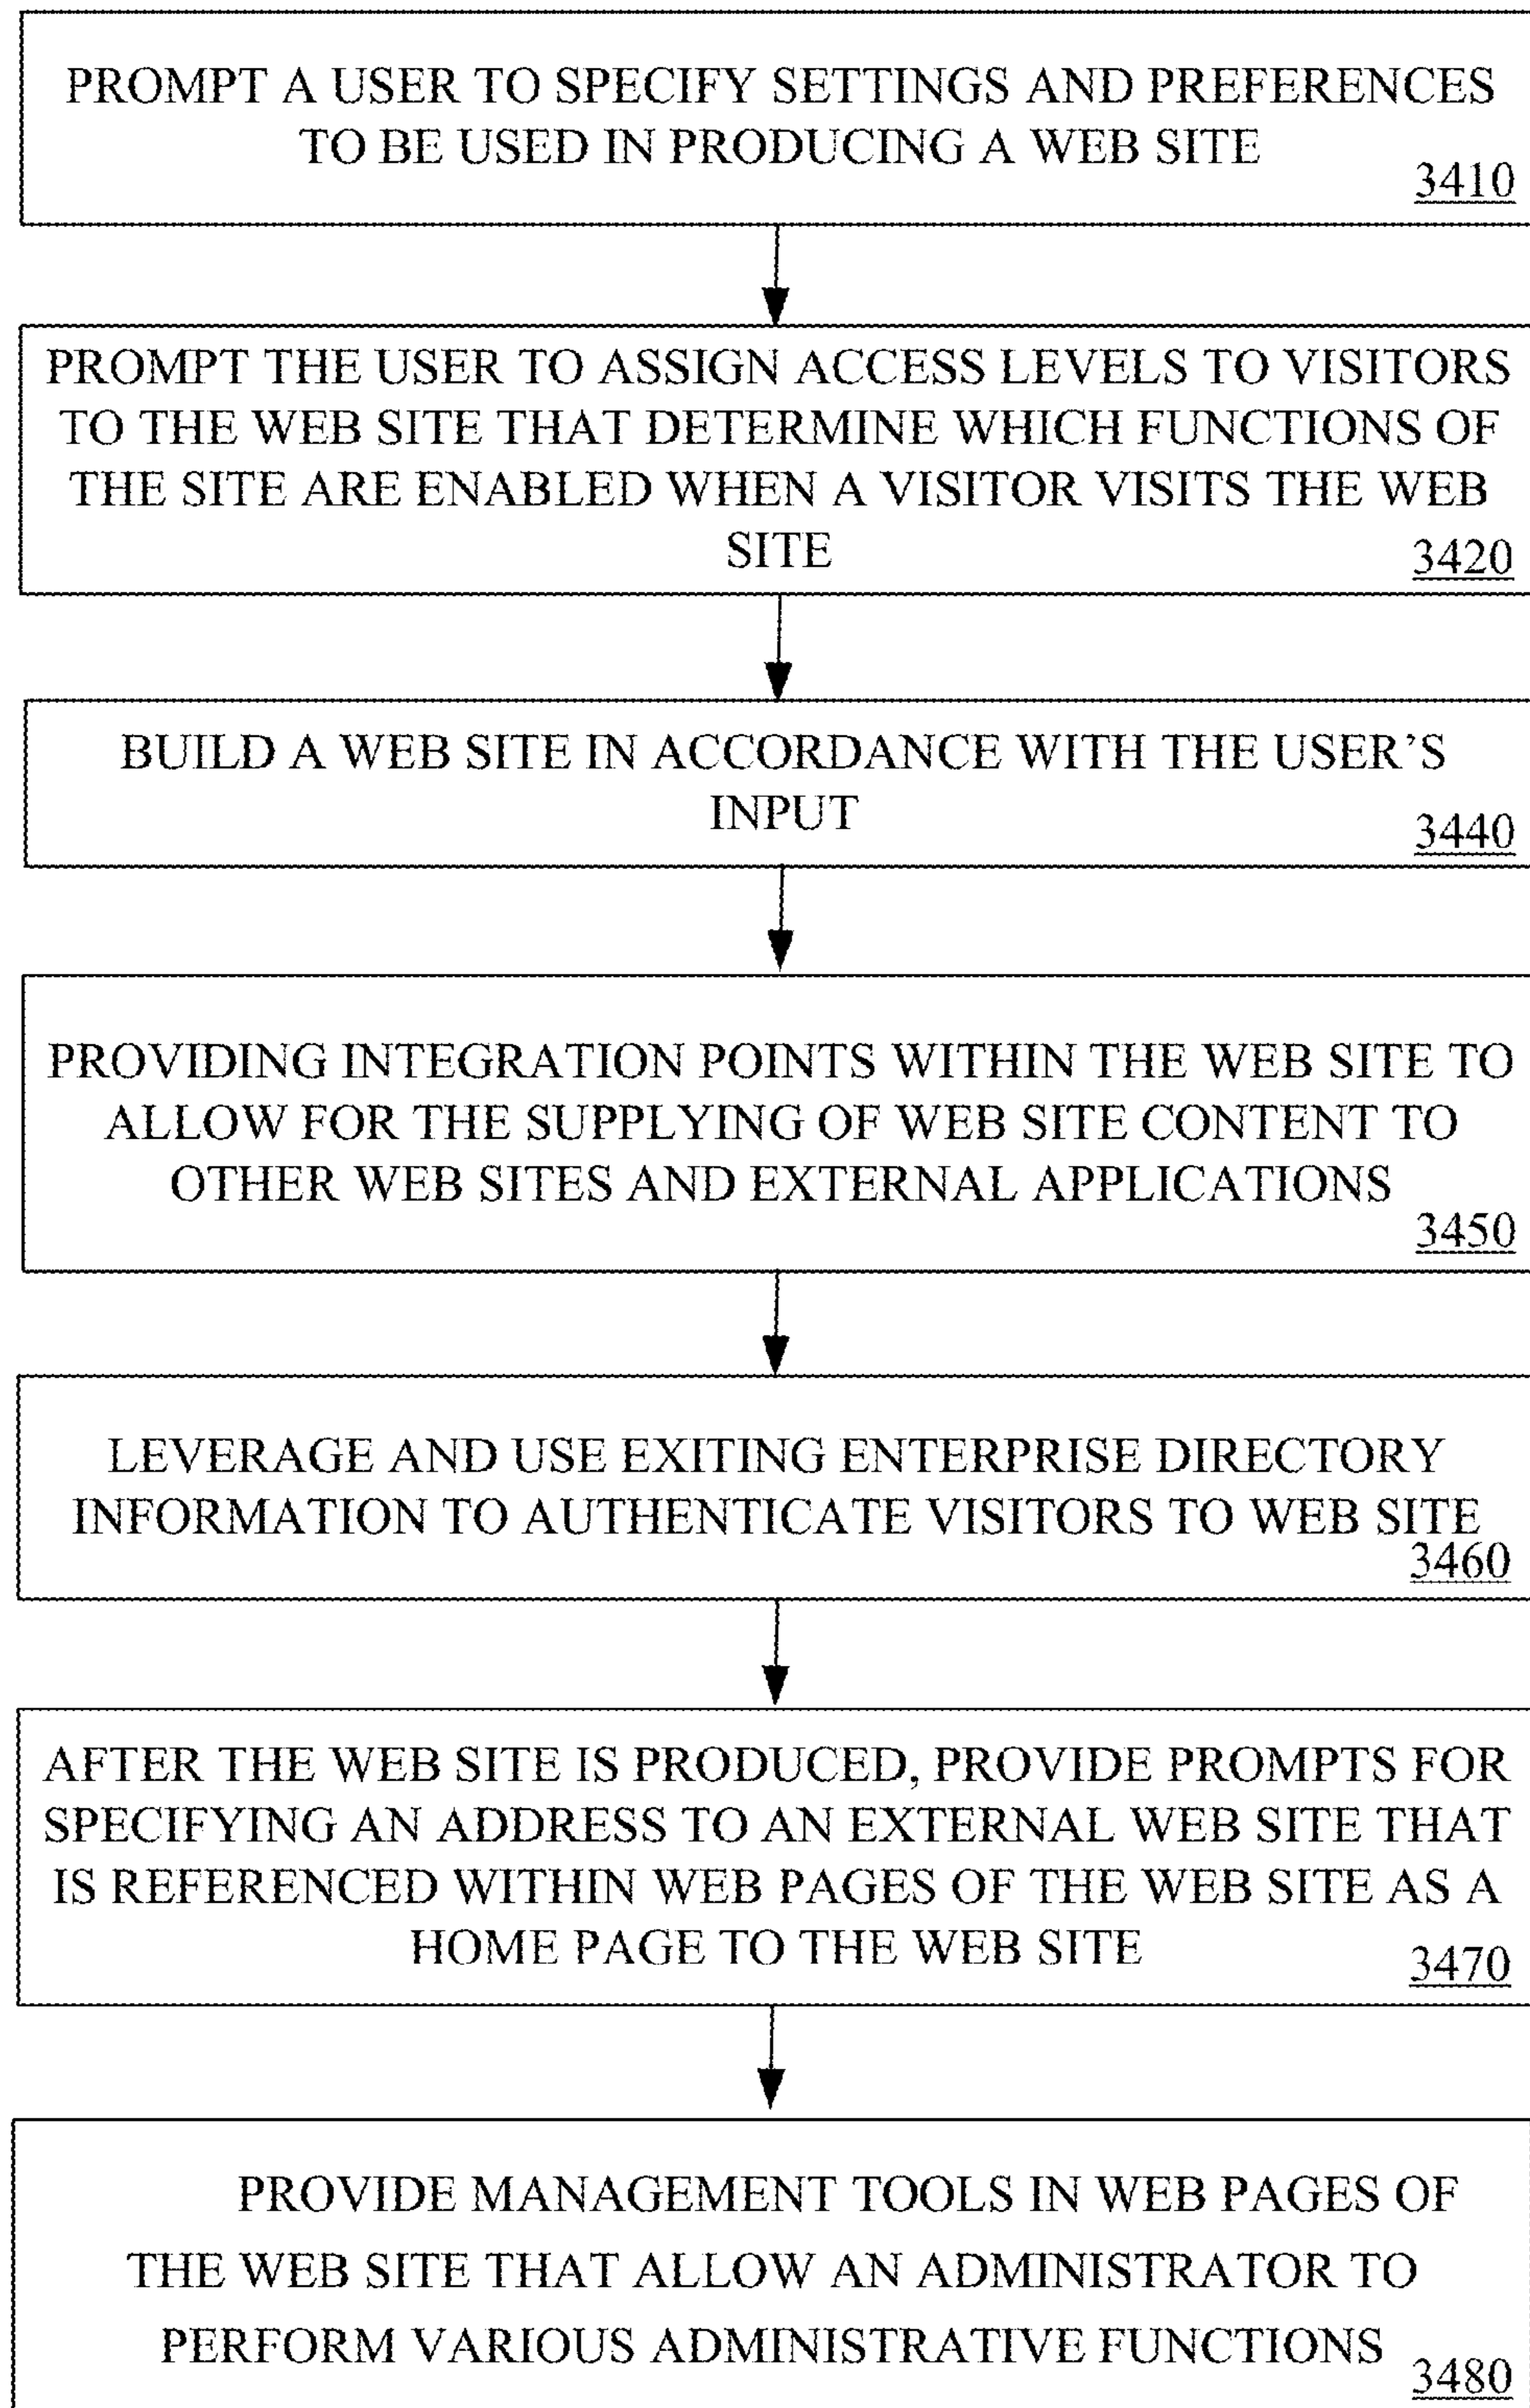 PROMPT A USER TO SPECIFY SETTINGS AND PREFERENCES
TO BE USED IN PRODUCING A WEB SITE
3410
PROMPT THE USER TO ASSIGN ACCESS LEVELS TO VISITORS
TO THE WEB SITE THAT DETERMINE WHICH FUNCTIONS OF
THE SITE ARE ENABLED WHEN A VISITOR VISITS THE WEB
SITE
3420
BUILD A WEB SITE IN ACCORDANCE WITH THE USER’S
INPUT
3440
PROVIDING INTEGRATION POINTS WITHIN THE WEB SITE TO
ALLOW FOR THE SUPPLYING OF WEB SITE CONTENT TO
OTHER WEB SITES AND EXTERNAL APPLICATIONS
3450
LEVERAGE AND USE EXITING ENTERPRISE DIRECTORY
INFORMATION TO AUTHENTICATE VISITORS TO WEB SITE
3460
AFTER THE WEB SITE IS PRODUCED, PROVIDE PROMPTS FOR
SPECIFYING AN ADDRESS TO AN EXTERNAL WEB SITE THAT
IS REFERENCED WITHIN WEB PAGES OF THE WEB SITE AS A
HOME PAGE TO THE WEB SITE
3470
PROVIDE MANAGEMENT TOOLS IN WEB PAGES OF
THE WEB SITE THAT ALLOW AN ADMINISTRATOR TO
PERFORM VARIOUS ADMINISTRATIVE FUNCTIONS
3480